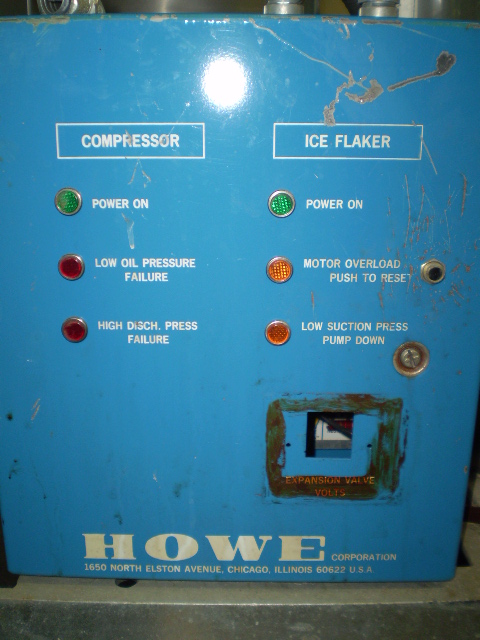 COMPRESSOR
POWER ON
LOW OIL PRESSURE
FAILURE
HIGH DISCH. PRESS
FAILURE
ICE FLAKER
POWER ON
MOTOR OVERLOAD
PUSH TO RESET
LOW SUCTION PRESS
PUMP DOWN
EXPANSION VALVE
VOLTS
HOWE CORPORATION
1650 NORTH ELSTON AVENUE, CHICAGO, ILLINOIS 60622 U.S.A.